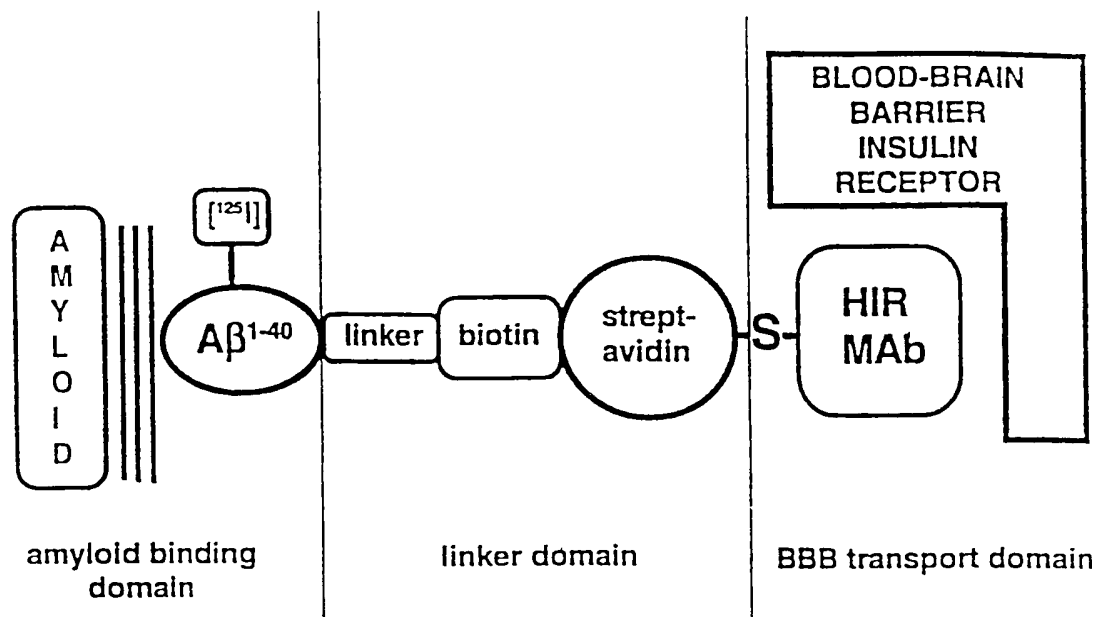 BLOOD-BRAIN
BARRIER
INSULIN
RECEPTOR
A
M
Y
L
O
I
D
[¹²⁵I]
Aβ¹⁻⁴⁰
linker
biotin
strept-
avidin
-S-
HIR
MAb
amyloid binding
domain
linker domain
BBB transport domain